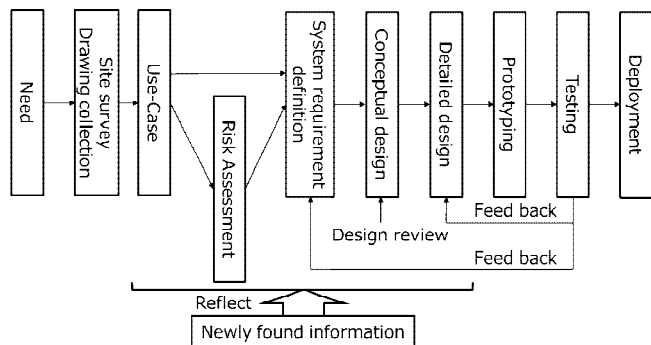 Need
Site survey
Drawing collection
Use-Case
Risk Assessment
System requirement
definition
Conceptual design
Detailed design
Prototyping
Testing
Deployment
Feed back
Design review
Feed back
Reflect
Newly found information